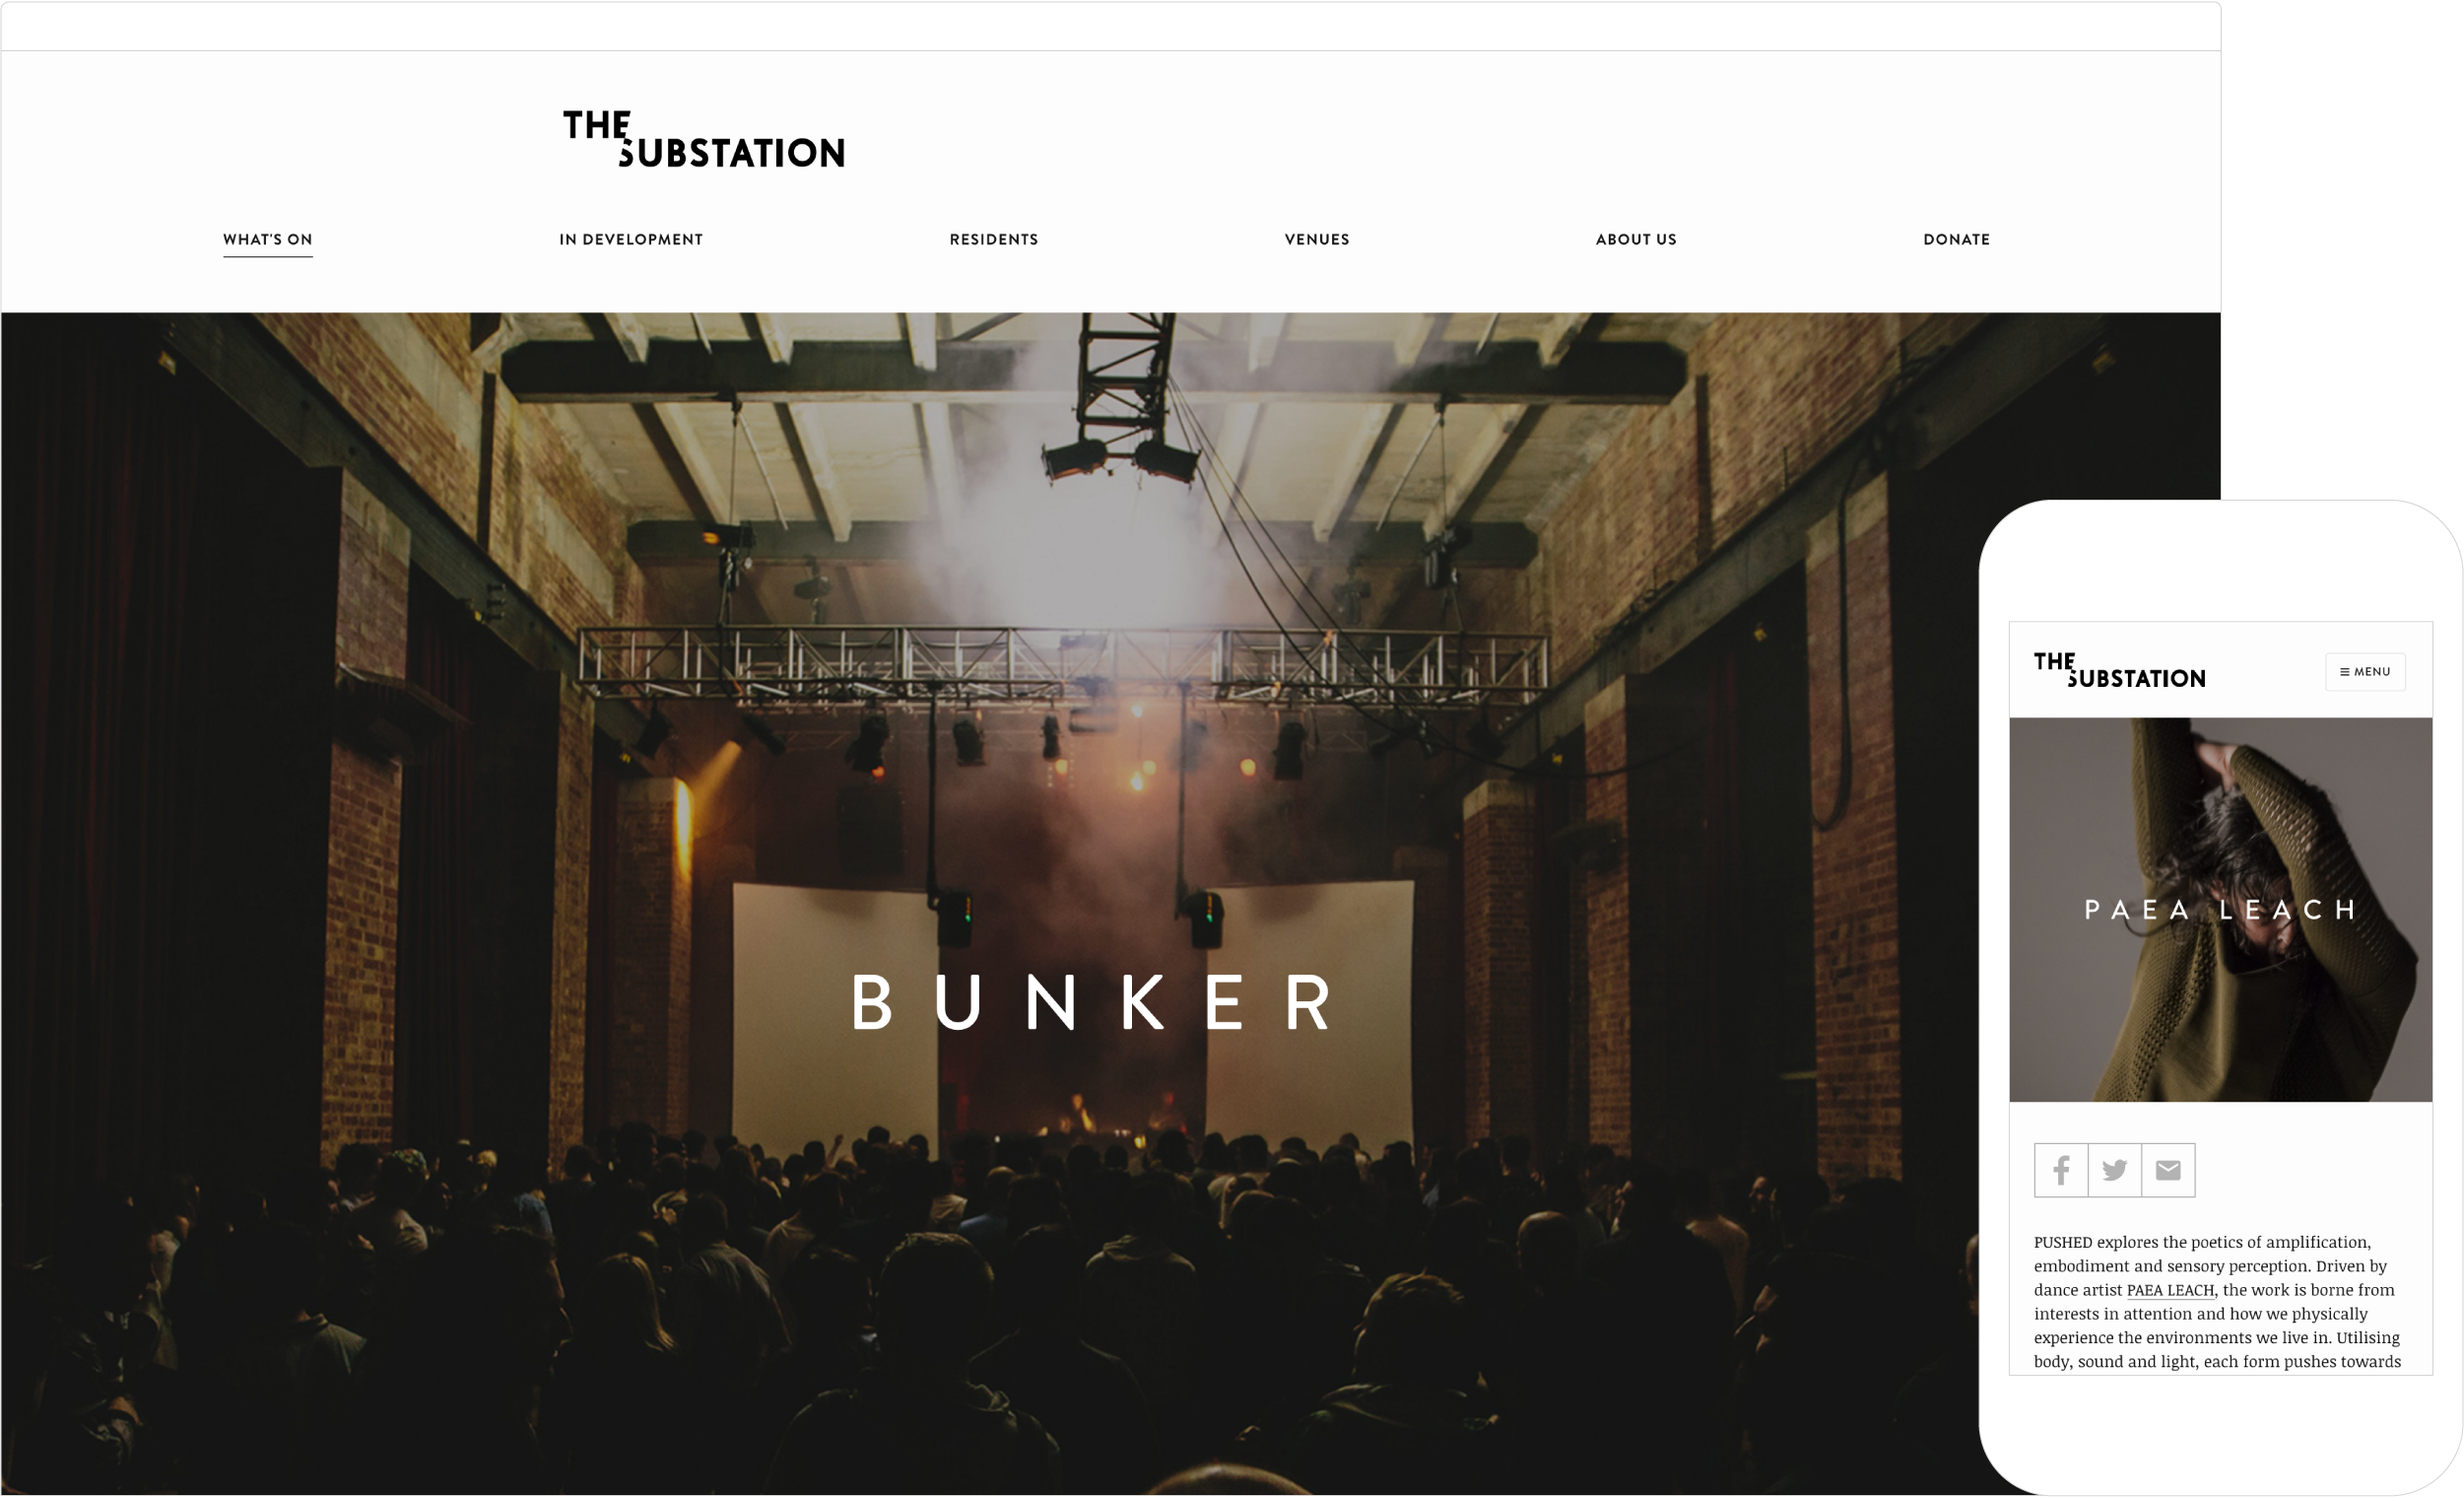 THE
SUBSTATION
WHAT'S ON
IN DEVELOPMENT
RESIDENTS
VENUES
ABOUT US
DONATE
BUNKER
THE
SUBSTATION
MENU
PAEA LEACH
PUSHED explores the poetics of amplification,
embodiment and sensory perception. Driven by
dance artist PAEA LEACH, the work is borne from
interests in attention and how we physically
experience the environments we live in. Utilising
body, sound and light, each form pushes towards